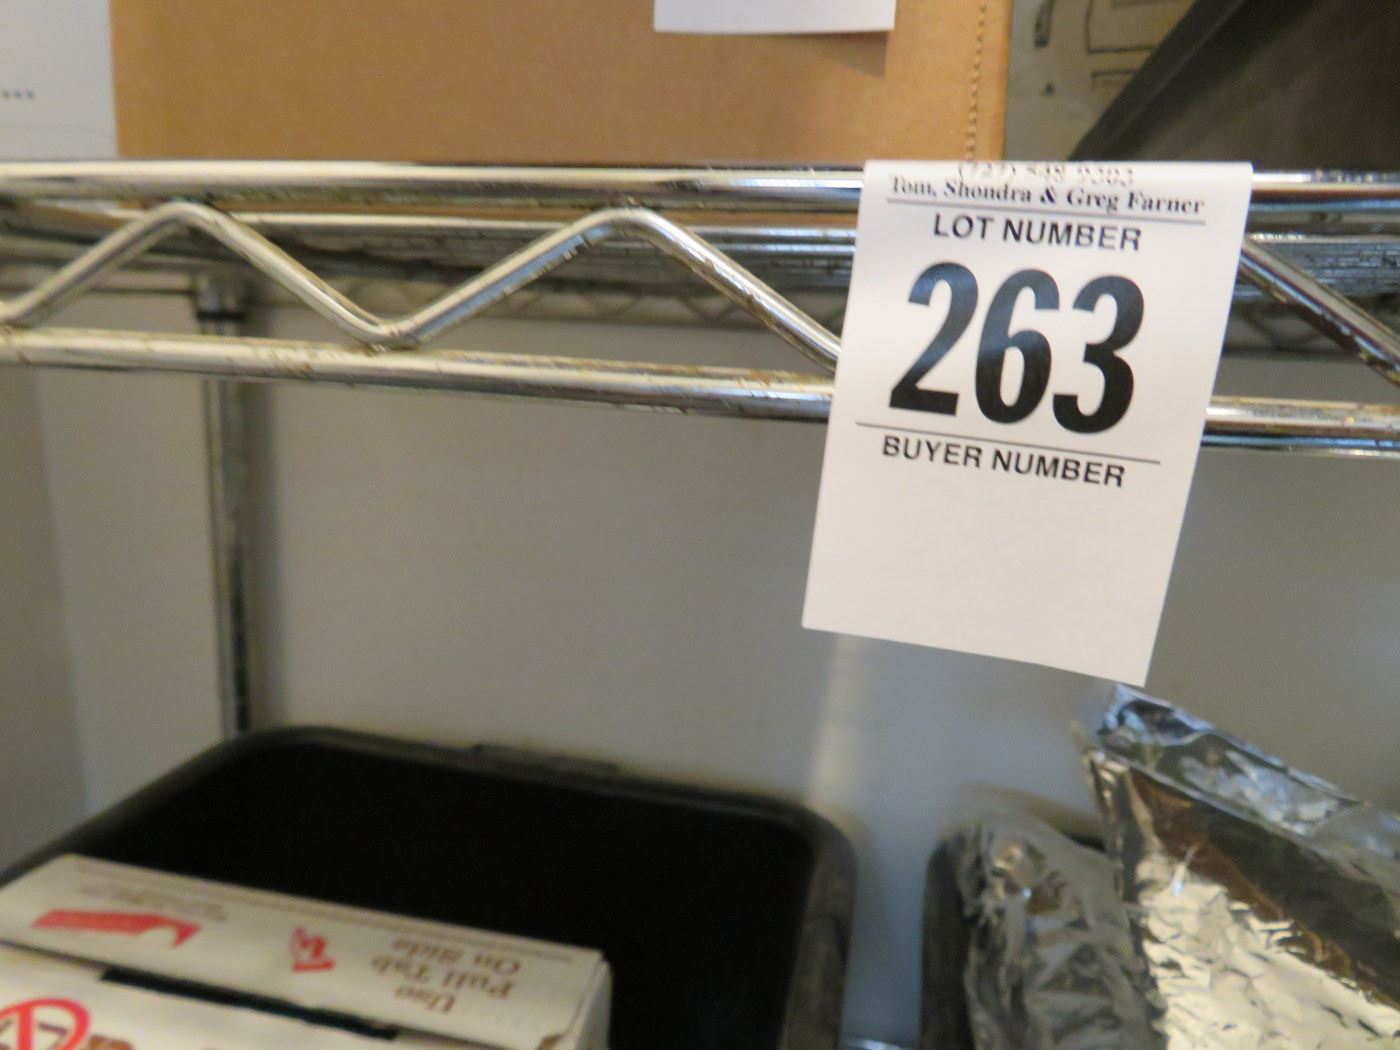 Tom, Shondra & Greg Farner
LOT NUMBER
263
BUYER NUMBER
Use
Pull Tab
On Side